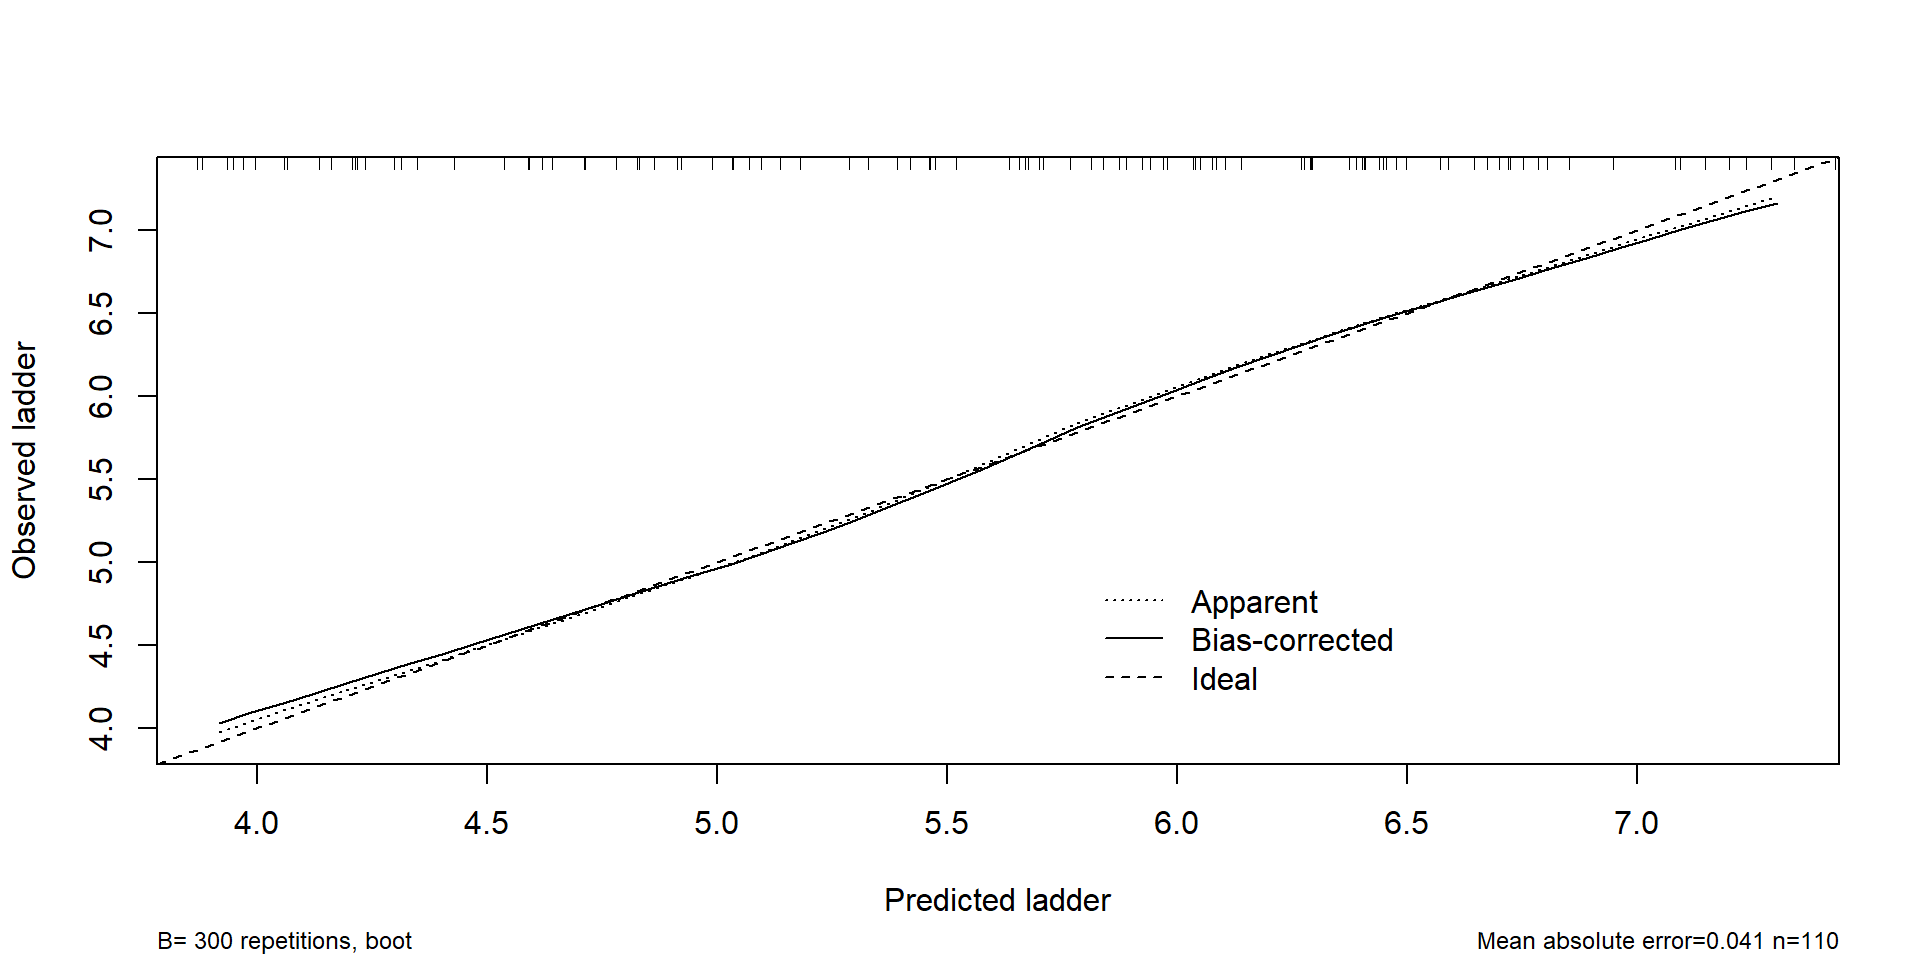 7.0
6.5
6.0
5.5
5.0
4.5
4.0
Observed ladder
Apparent
Bias-corrected
Ideal
4.0 4.5 5.0 5.5 6.0 6.5 7.0
Predicted ladder
B= 300 repetitions, boot
Mean absolute error=0.041 n=110